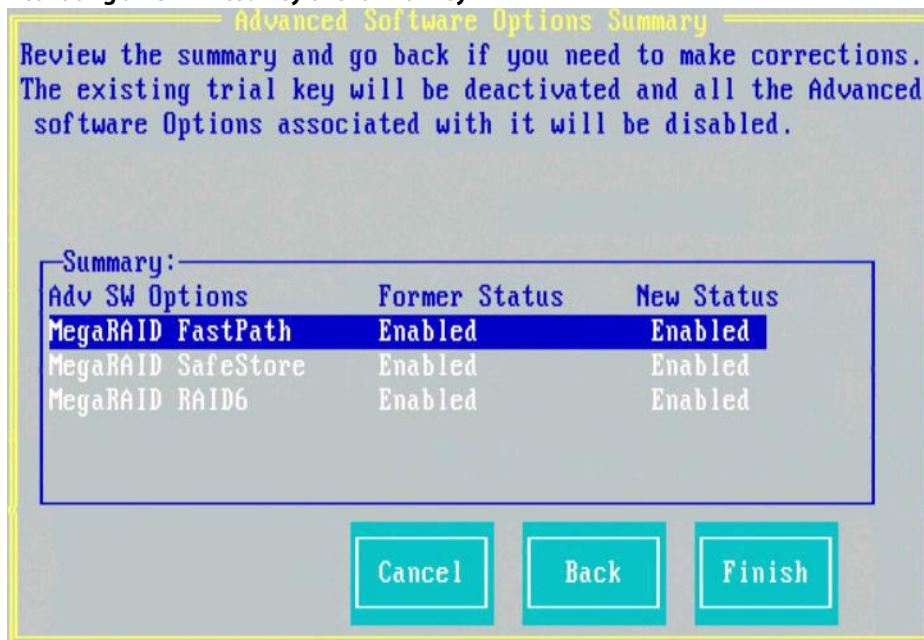 Advanced Software Options Summary
Review the summary and go back if you need to make corrections.
The existing trial key will be deactivated and all the Advanced
software Options associated with it will be disabled.
Summary:
Adv SW Options Former Status New Status
MegaRAID FastPath Enabled Enabled
MegaRAID SafeStore Enabled Enabled
MegaRAID RAID6 Enabled Enabled
Cancel Back Finish